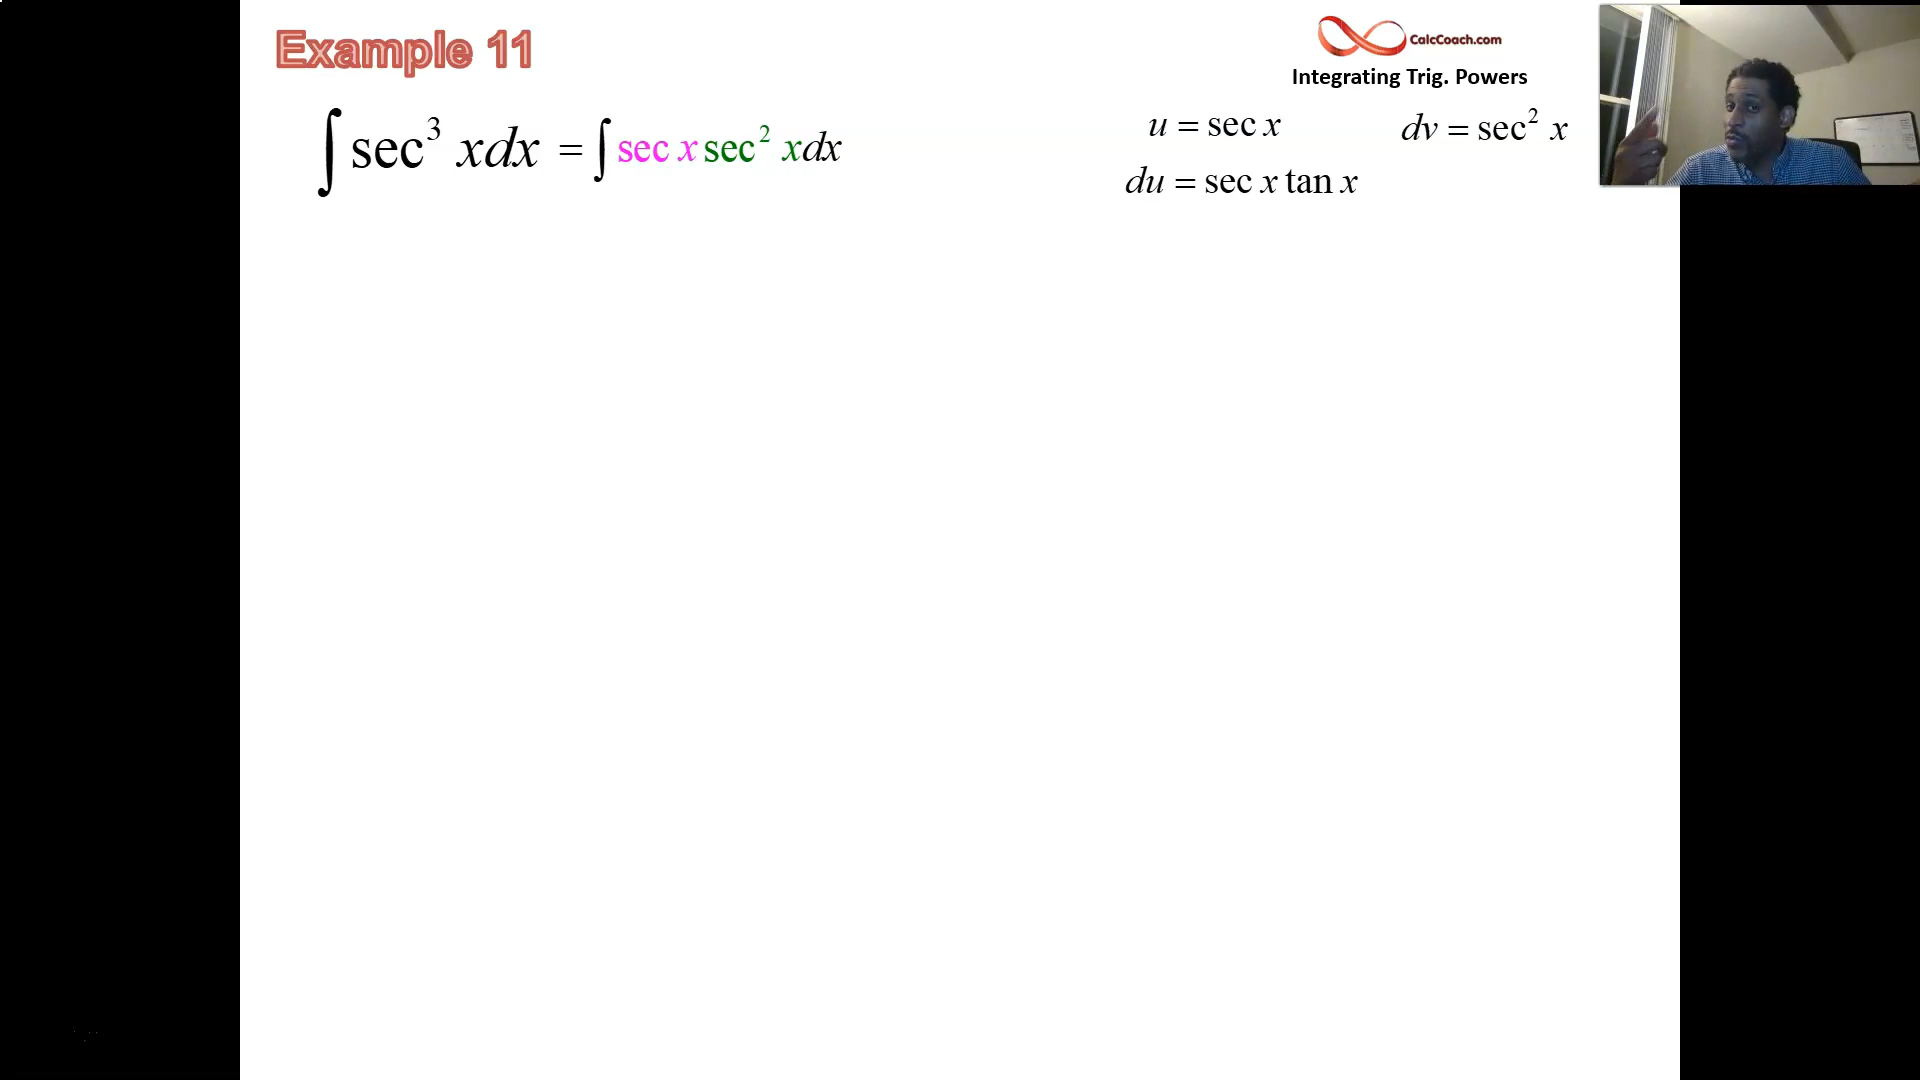 Example 11
CalcCoach.com
Integrating Trig. Powers
∫ sec³ xdx = ∫ sec x sec² xdx
u = sec x
dv = sec² x
du = sec x tan x